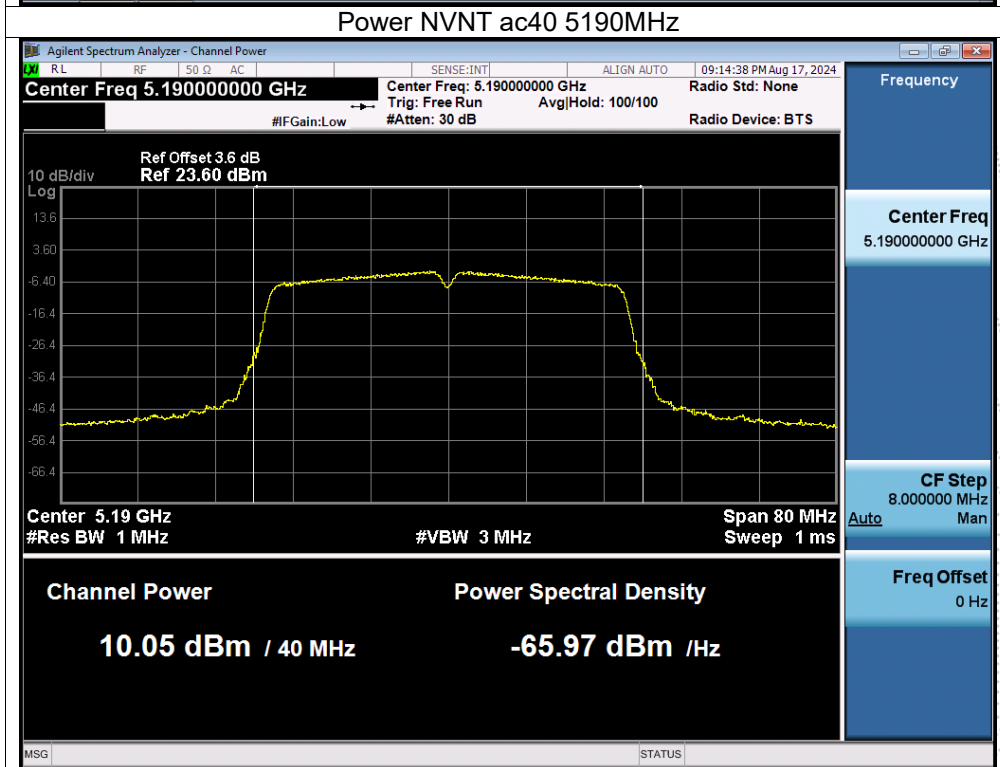 Power NVNT ac40 5190MHz
Agilent Spectrum Analyzer - Channel Power
LXI RL RF 50 Ω AC SENSE:INT ALIGN AUTO 09:14:38 PM Aug 17, 2024
Center Freq 5.190000000 GHz
Center Freq: 5.190000000 GHz Radio Std: None
Trig: Free Run Avg|Hold: 100/100
#IFGain:Low #Atten: 30 dB Radio Device: BTS
Ref Offset 3.6 dB
10 dB/div Ref 23.60 dBm
Log
13.6
3.60
-6.40
-16.4
-26.4
-36.4
-46.4
-56.4
-66.4
Center 5.19 GHz Span 80 MHz
#Res BW 1 MHz #VBW 3 MHz Sweep 1 ms
Channel Power Power Spectral Density
10.05 dBm / 40 MHz -65.97 dBm /Hz
MSG STATUS
Frequency
Center Freq
5.190000000 GHz
CF Step
8.000000 MHz
Auto Man
Freq Offset
0 Hz